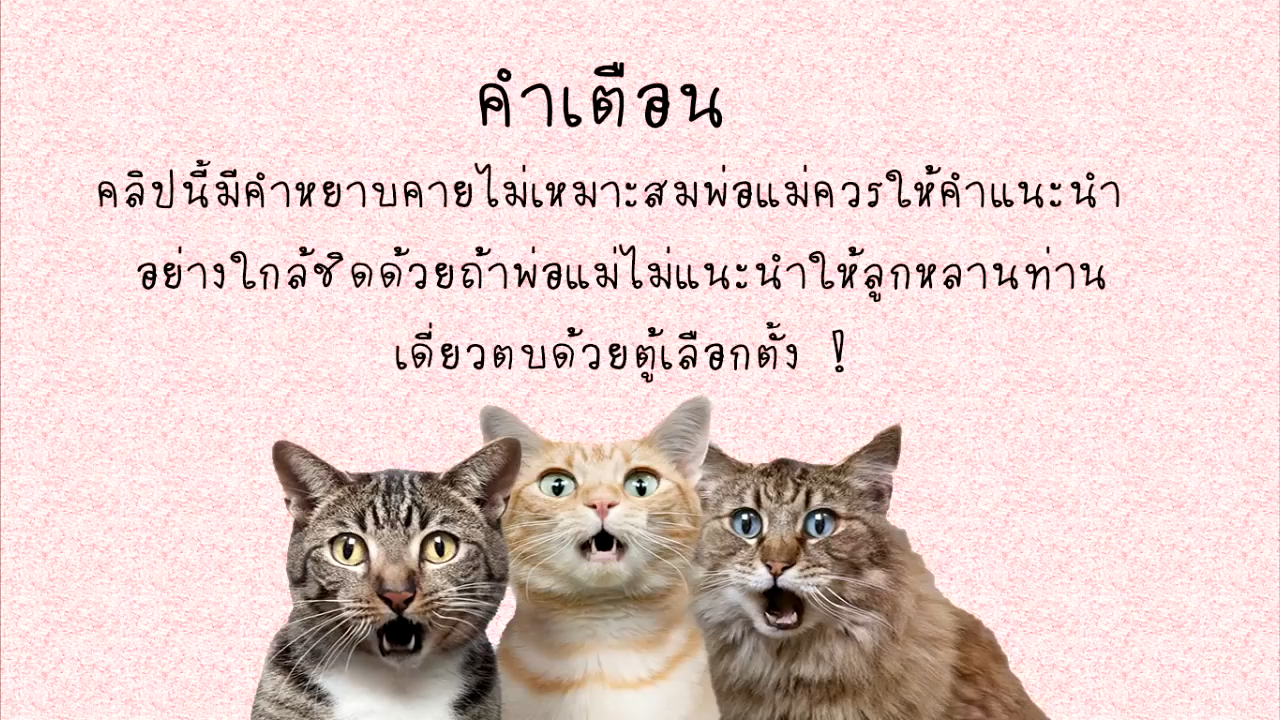 คำเตือน
คลิปนี้มีคำหยาบคายไม่เหมาะสมพ่อแม่ควรให้คำแนะนำ
อย่างใกล้ชิดด้วยถ้าพ่อแม่ไม่แนะนำให้ลูกหลานท่าน
เดี่ยวตบด้วยตู้เลือกตั้ง !